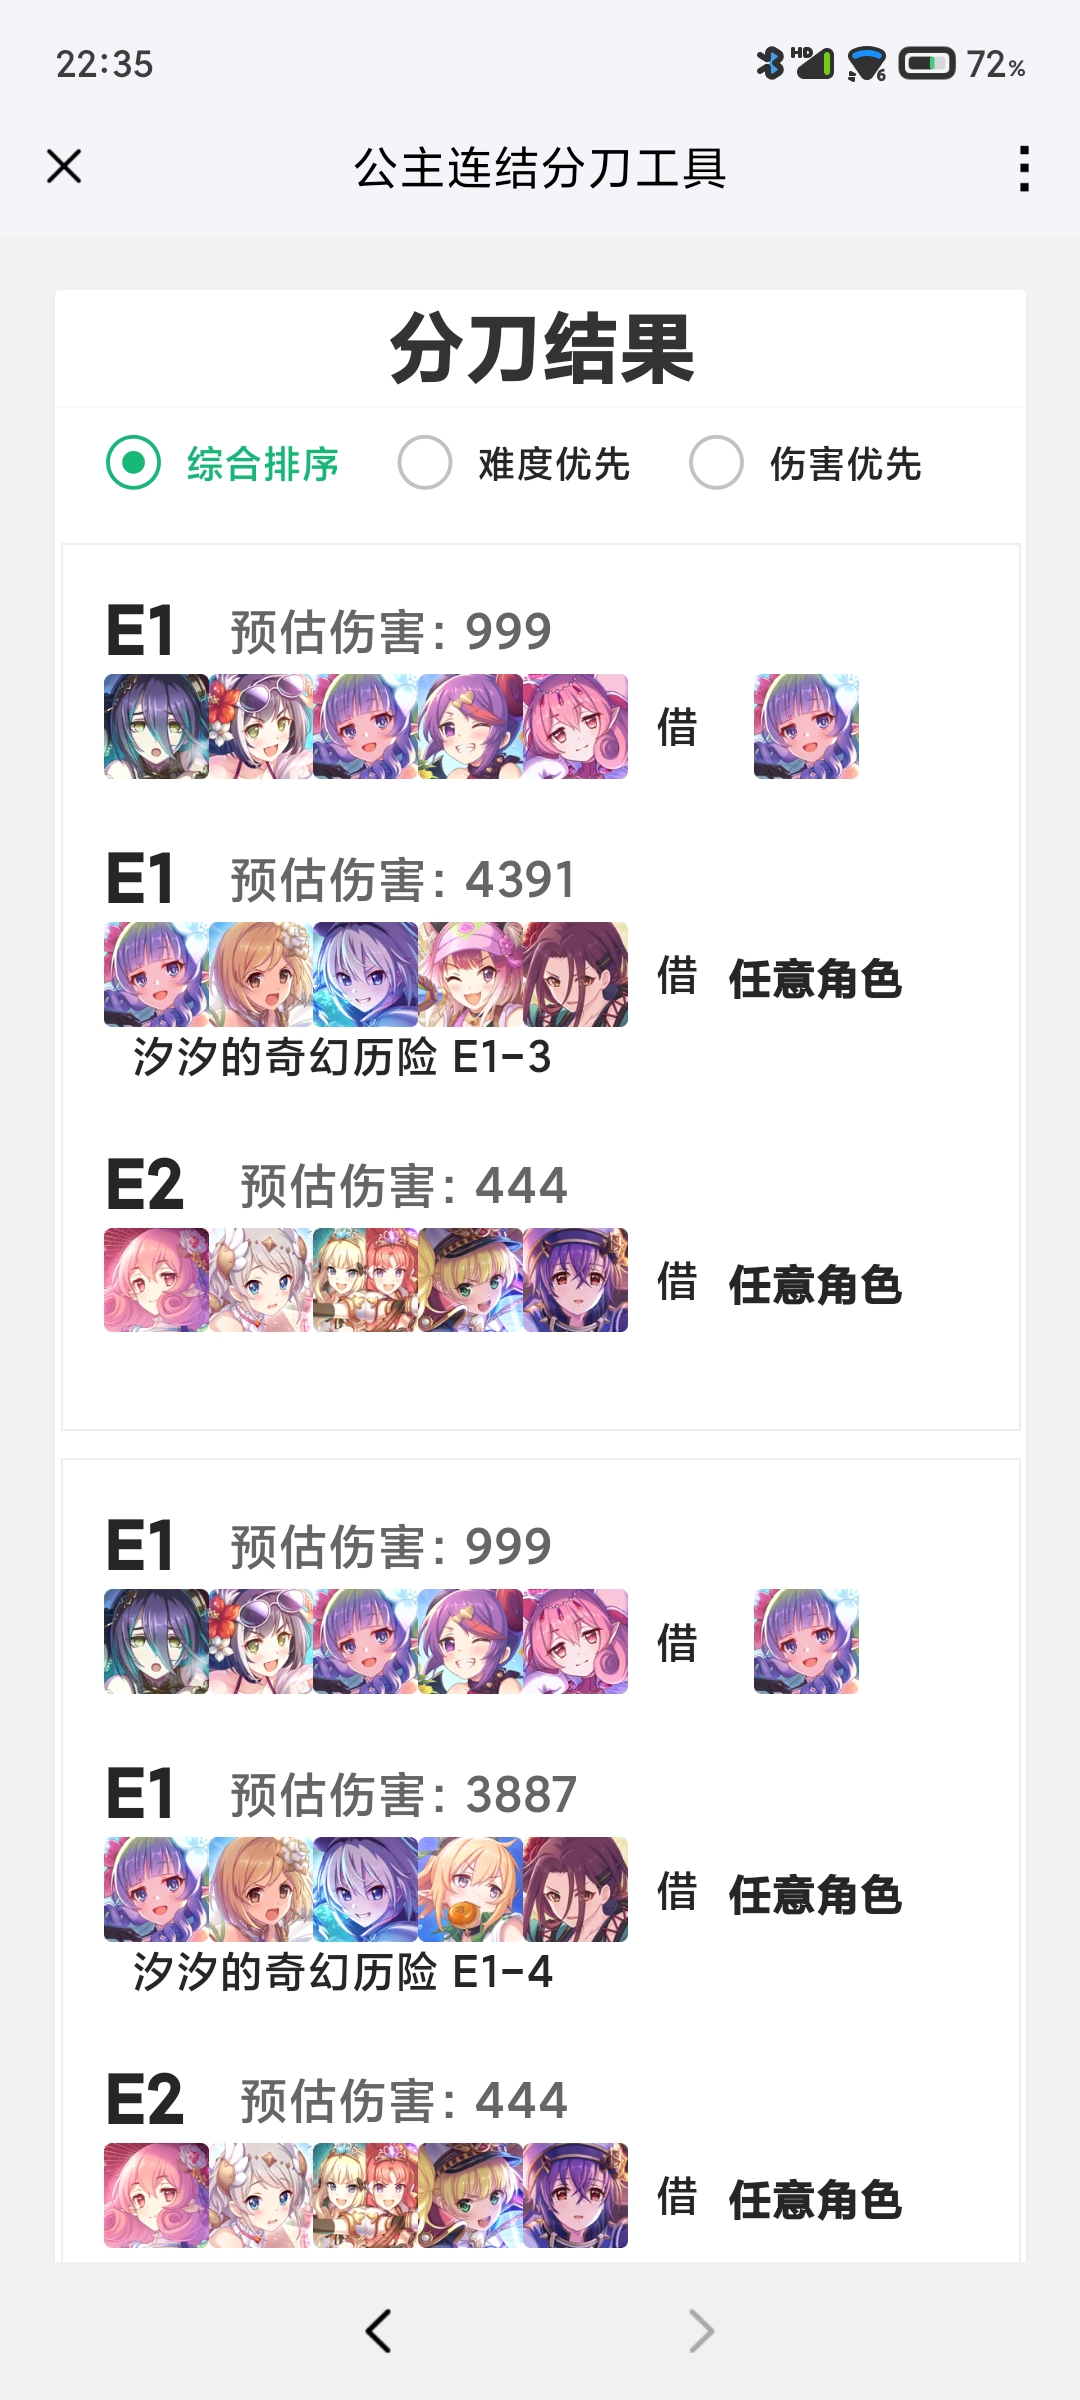 22:35
HD
6
72%
公主连结分刀工具
分刀结果
综合排序 难度优先 伤害优先
E1 预估伤害: 999
借
E1 预估伤害: 4391
借 任意角色
汐汐的奇幻历险 E1-3
E2 预估伤害: 444
借 任意角色
E1 预估伤害: 999
借
E1 预估伤害: 3887
借 任意角色
汐汐的奇幻历险 E1-4
E2 预估伤害: 444
借 任意角色